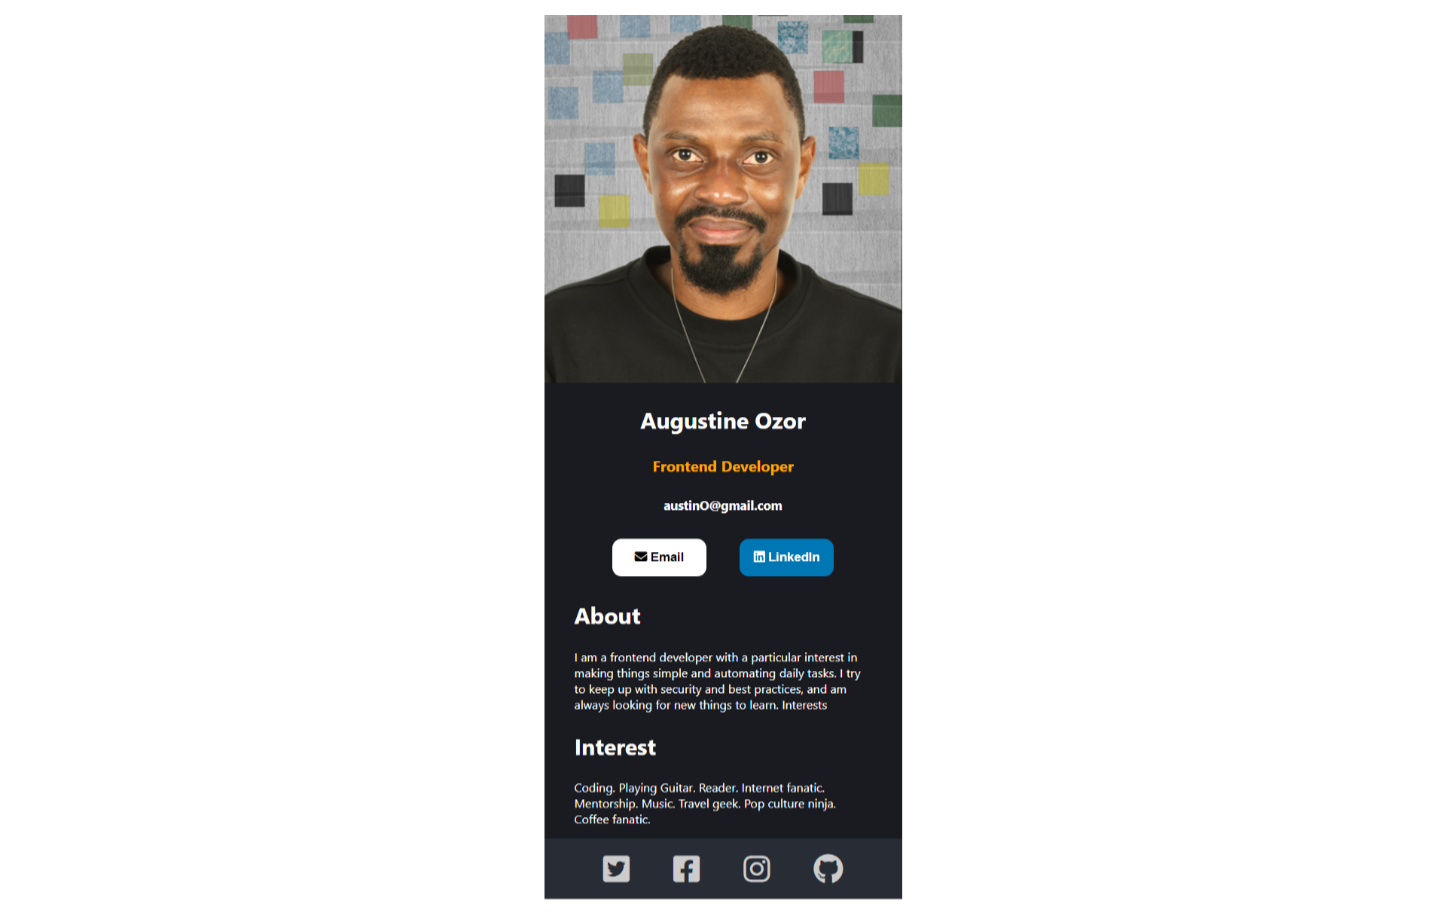 Augustine Ozor
Frontend Developer
austinO@gmail.com
Email
LinkedIn
About
I am a frontend developer with a particular interest in
making things simple and automating daily tasks. I try
to keep up with security and best practices, and am
always looking for new things to learn. Interests
Interest
Coding. Playing Guitar. Reader. Internet fanatic.
Mentorship. Music. Travel geek. Pop culture ninja.
Coffee fanatic.